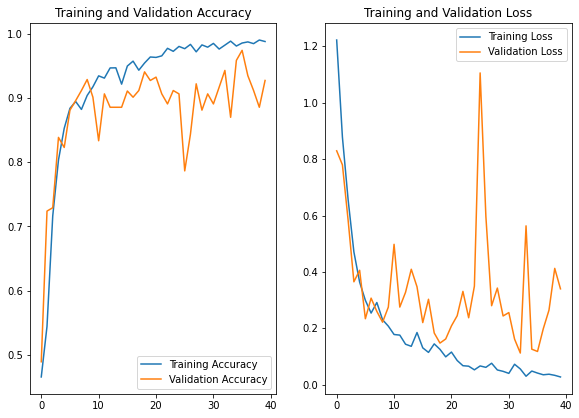 Training and Validation Accuracy
1.0
0.9
0.8
0.7
0.6
0.5
0 10 20 30 40
Training Accuracy
Validation Accuracy
Training and Validation Loss
1.2
1.0
0.8
0.6
0.4
0.2
0.0
0 10 20 30 40
Training Loss
Validation Loss